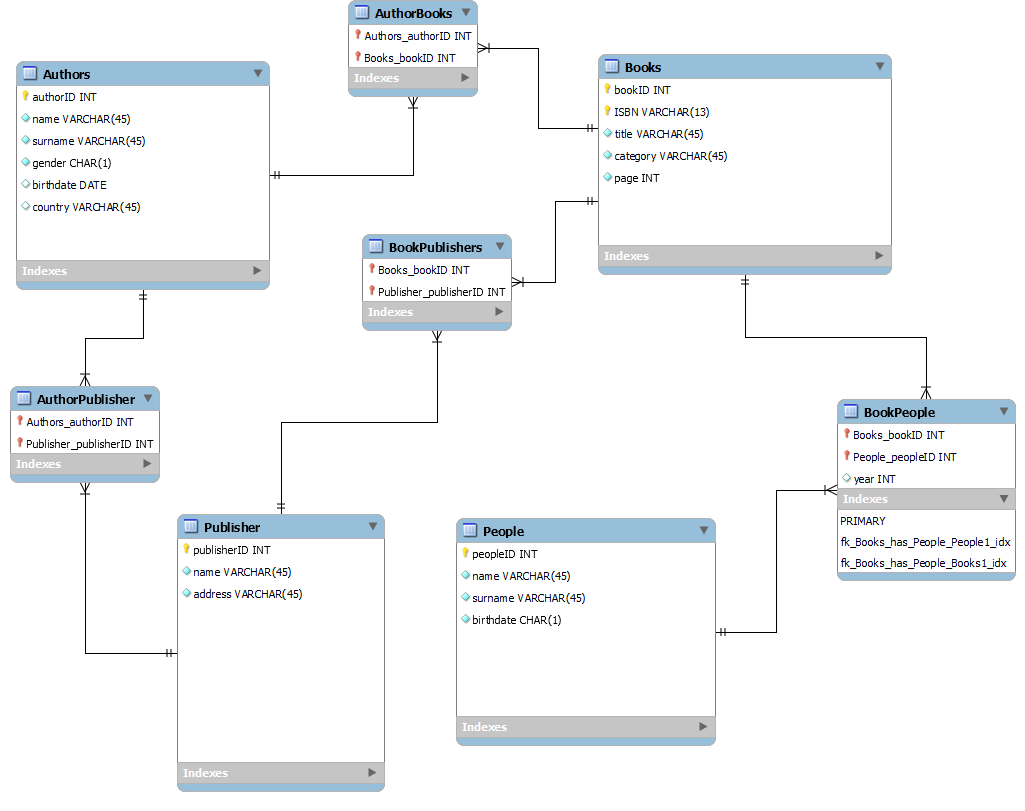 AuthorBooks
Authors_authorID INT
Books_bookID INT
Indexes
Authors
authorID INT
name VARCHAR(45)
surname VARCHAR(45)
gender CHAR(1)
birthdate DATE
country VARCHAR(45)
Indexes
Books
bookID INT
ISBN VARCHAR(13)
title VARCHAR(45)
category VARCHAR(45)
page INT
Indexes
BookPublishers
Books_bookID INT
Publisher_publisherID INT
Indexes
AuthorPublisher
Authors_authorID INT
Publisher_publisherID INT
Indexes
BookPeople
Books_bookID INT
People_peopleID INT
year INT
Indexes
PRIMARY
fk_Books_has_People_People1_idx
fk_Books_has_People_Books1_idx
Publisher
publisherID INT
name VARCHAR(45)
address VARCHAR(45)
Indexes
People
peopleID INT
name VARCHAR(45)
surname VARCHAR(45)
birthdate CHAR(1)
Indexes